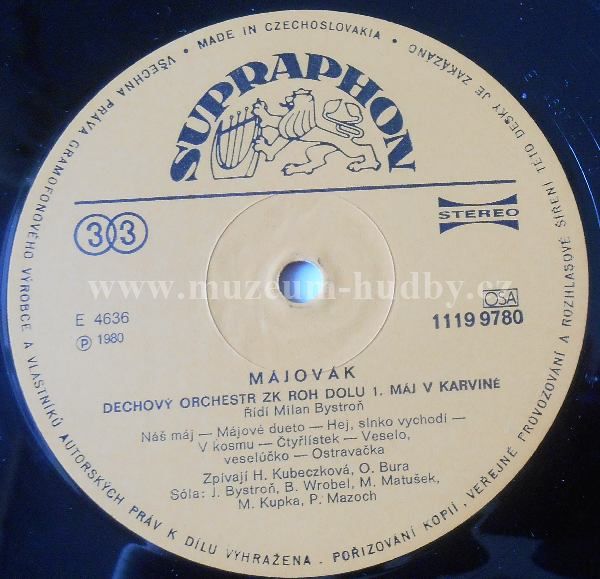 VŠECHNA PRÁVA GRAMOFONOVÉHO VÝROBCE A VLASTNÍKŮ AUTORSKÝCH PRÁV K DÍLU VYHRAŽENA . POŘIZOVÁNÍ KOPIÍ , VEŘEJNÉ PROVOZOVÁNÍ A ROZHLASOVÉ ŠÍŘENÍ TÉTO DESKY JE ZAKÁZÁNO • MADE IN CZECHOSLOVAKIA •
SUPRAPHON
33
STEREO
www.muzeum-hudby.cz
E 4636
OSA
Ⓟ 1980
1119 9780
MÁJOVÁK
DECHOVÝ ORCHESTR ZK ROH DOLU 1. MÁJ V KARVINÉ
Řídí Milan Bystroň
Náš máj — Májové dueto — Hej, slnko vychodí —
V kosmu — Čtyřlístek — Veselo,
veselúčko — Ostravačka
Zpívají H. Kubeczková, O. Bura
Sóla: J. Bystroň, B. Wrobel, M. Matušek,
M. Kupka, P. Mazoch